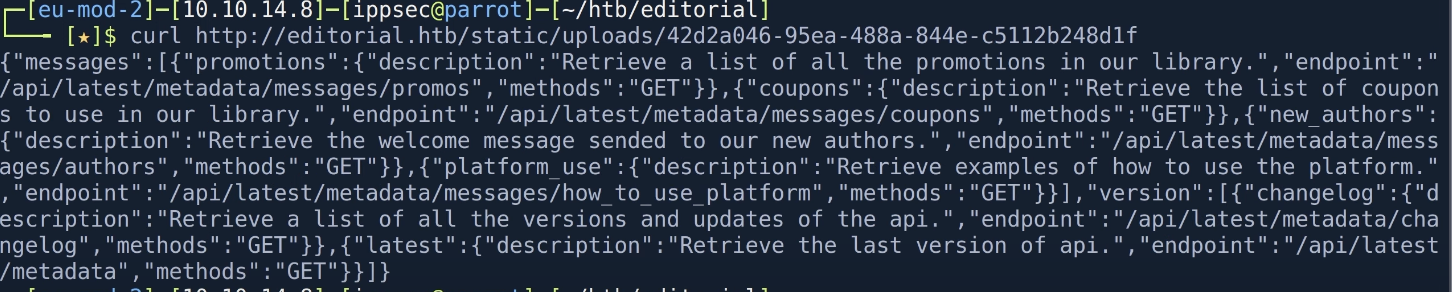 ┌─[eu-mod-2]─[10.10.14.8]─[ippsec@parrot]─[~/htb/editorial]
└──╼ [★]$ curl http://editorial.htb/static/uploads/42d2a046-95ea-488a-844e-c5112b248d1f
{"messages":[{"promotions":{"description":"Retrieve a list of all the promotions in our library.","endpoint":"
/api/latest/metadata/messages/promos","methods":"GET"}},{"coupons":{"description":"Retrieve the list of coupon
s to use in our library.","endpoint":"/api/latest/metadata/messages/coupons","methods":"GET"}},{"new_authors":
{"description":"Retrieve the welcome message sended to our new authors.","endpoint":"/api/latest/metadata/mess
ages/authors","methods":"GET"}},{"platform_use":{"description":"Retrieve examples of how to use the platform."
,"endpoint":"/api/latest/metadata/messages/how_to_use_platform","methods":"GET"}}],"version":[{"changelog":{"d
escription":"Retrieve a list of all the versions and updates of the api.","endpoint":"/api/latest/metadata/cha
ngelog","methods":"GET"}},{"latest":{"description":"Retrieve the last version of api.","endpoint":"/api/latest
/metadata","methods":"GET"}}]}